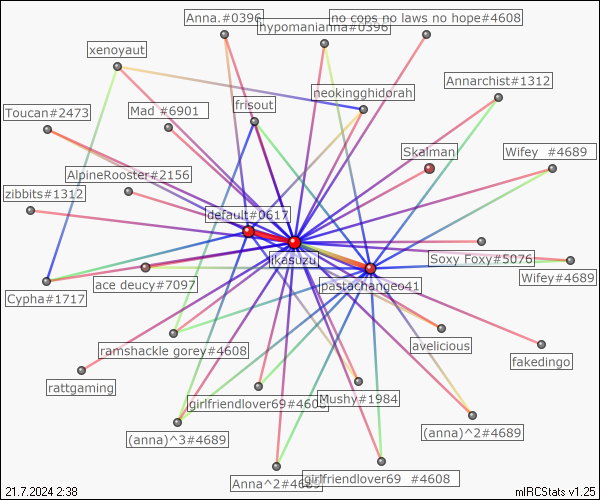 Anna.#0396
no cops no laws no hope#4608
hypomanianna#0396
xenoyaut
Annarchist#1312
neokingghidorah
frisout
Toucan#2473
Mad #6901
Skalman
Wifey #4689
AlpineRooster#2156
zibbits#1312
default#0617
jkasuzu
Soxy Foxy#5076
Wifey#4689
ace deucy#7097
pastachangeo41
Cypha#1717
ramshackle gorey#4608
avelicious
fakedingo
rattgaming
girlfriendlover69#4608
Mushy#1984
(anna)^3#4689
(anna)^2#4689
Anna^2#4689
girlfriendlover69 #4608
21.7.2024 2:38
mIRCStats v1.25